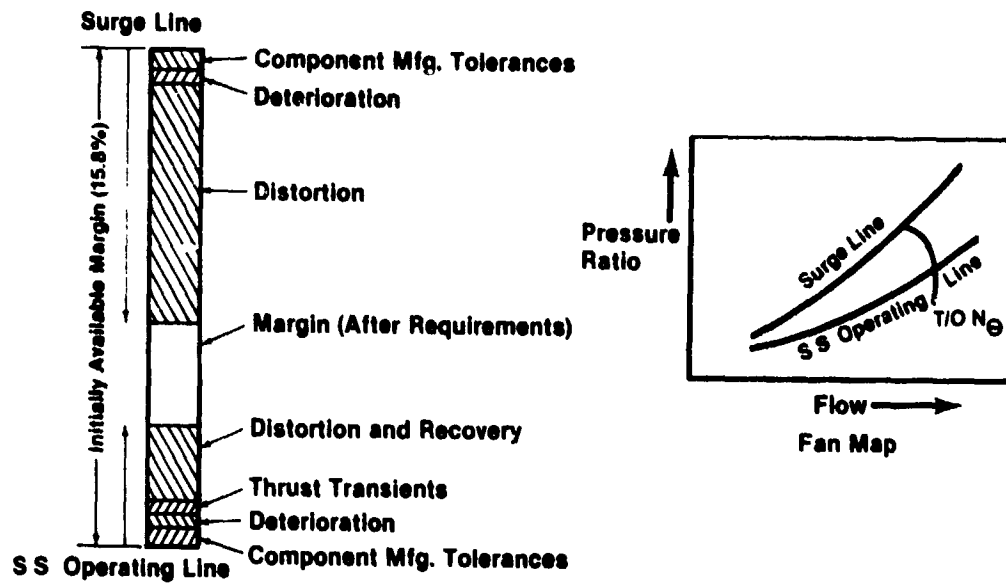 Surge Line
Component Mfg. Tolerances
Deterioration
Distortion
Initially Available Margin (15.8%)
Margin (After Requirements)
Distortion and Recovery
Thrust Transients
Deterioration
Component Mfg. Tolerances
S S Operating Line
Pressure
Ratio
Surge Line
S S Operating Line
T/O N⊖
Flow
Fan Map